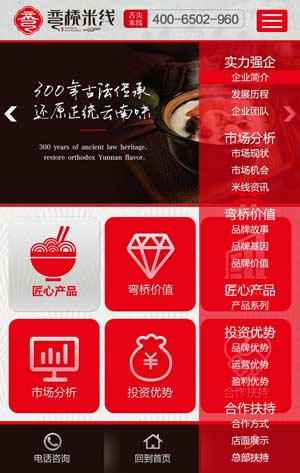 弯桥米线
舌尖
米线
400-6502-960
300年古法传承
还原正统云南味
300 years of ancient law heritage,
restore orthodox Yunnan flavor.
实力强企
企业简介
发展历程
企业团队
市场分析
市场现状
市场机会
米线资讯
弯桥价值
品牌故事
品牌基因
品牌价值
匠心产品
产品系列
投资优势
品牌优势
运营优势
盈利优势
合作扶持
合作方式
店面展示
总部扶持
匠心产品
弯桥价值
市场分析
投资优势
合作扶持
电话咨询
回到首页